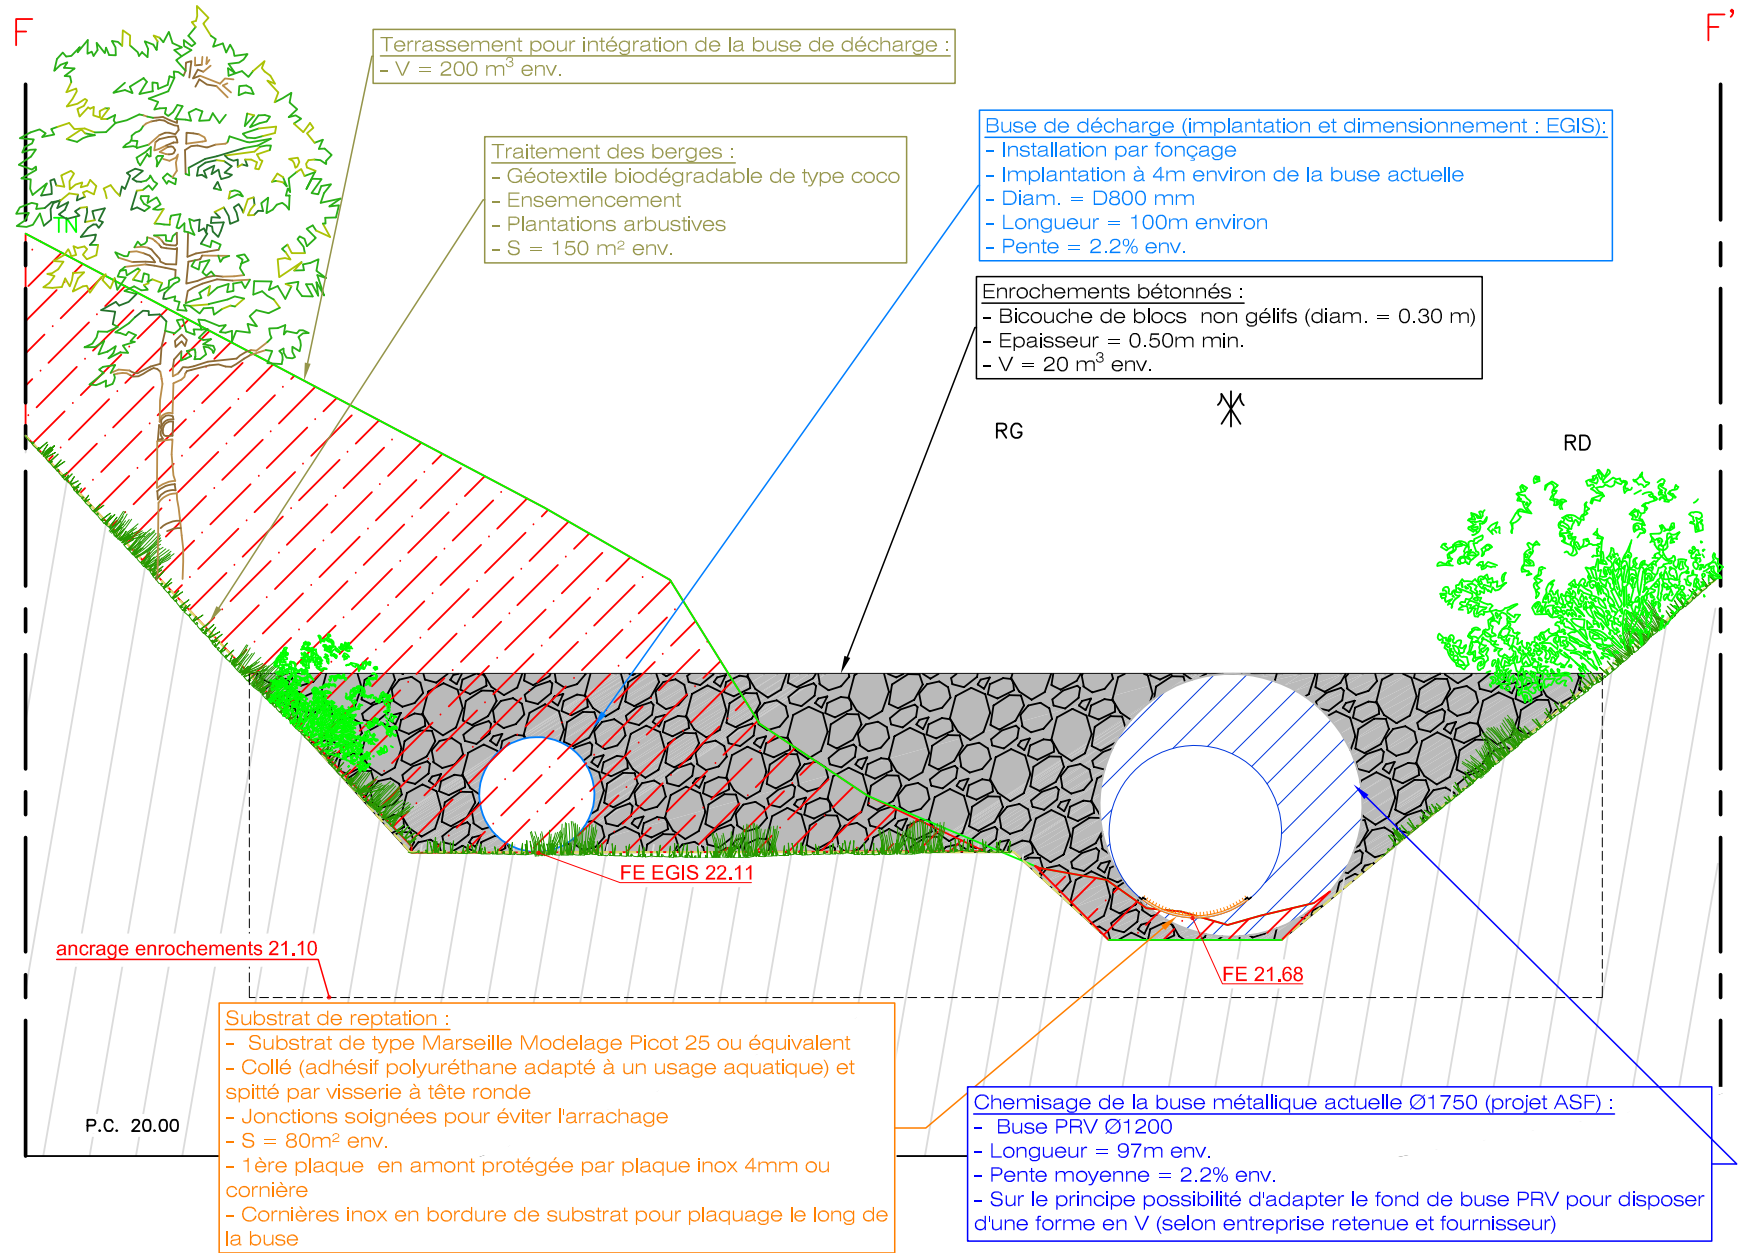 F
F'
Terrassement pour intégration de la buse de décharge :
- V = 200 m³ env.
Traitement des berges :
- Géotextile biodégradable de type coco
- Ensemencement
- Plantations arbustives
- S = 150 m² env.
Buse de décharge (implantation et dimensionnement : EGIS):
- Installation par fonçage
- Implantation à 4m environ de la buse actuelle
- Diam. = D800 mm
- Longueur = 100m environ
- Pente = 2.2% env.
Enrochements bétonnés :
- Bicouche de blocs non gélifs (diam. = 0.30 m)
- Epaisseur = 0.50m min.
- V = 20 m³ env.
TN
RG
RD
FE EGIS 22.11
ancrage enrochements 21.10
FE 21.68
Substrat de reptation :
- Substrat de type Marseille Modelage Picot 25 ou équivalent
- Collé (adhésif polyuréthane adapté à un usage aquatique) et
spitté par visserie à tête ronde
- Jonctions soignées pour éviter l'arrachage
- S = 80m² env.
- 1ère plaque en amont protégée par plaque inox 4mm ou
cornière
- Cornières inox en bordure de substrat pour plaquage le long de
la buse
P.C. 20.00
Chemisage de la buse métallique actuelle Ø1750 (projet ASF) :
- Buse PRV Ø1200
- Longueur = 97m env.
- Pente moyenne = 2.2% env.
- Sur le principe possibilité d'adapter le fond de buse PRV pour disposer
d'une forme en V (selon entreprise retenue et fournisseur)